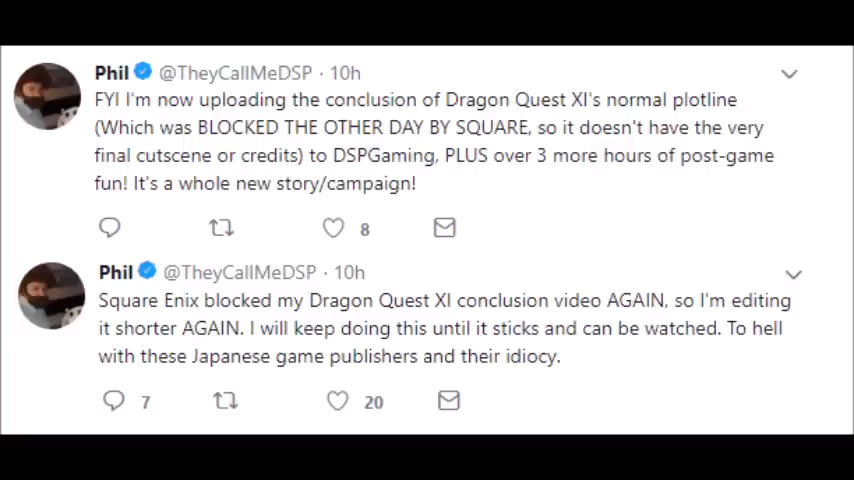 Phil @TheyCallMeDSP · 10h
FYI I'm now uploading the conclusion of Dragon Quest XI's normal plotline
(Which was BLOCKED THE OTHER DAY BY SQUARE, so it doesn't have the very
final cutscene or credits) to DSPGaming, PLUS over 3 more hours of post-game
fun! It's a whole new story/campaign!
8
Phil @TheyCallMeDSP · 10h
Square Enix blocked my Dragon Quest XI conclusion video AGAIN, so I'm editing
it shorter AGAIN. I will keep doing this until it sticks and can be watched. To hell
with these Japanese game publishers and their idiocy.
7 20